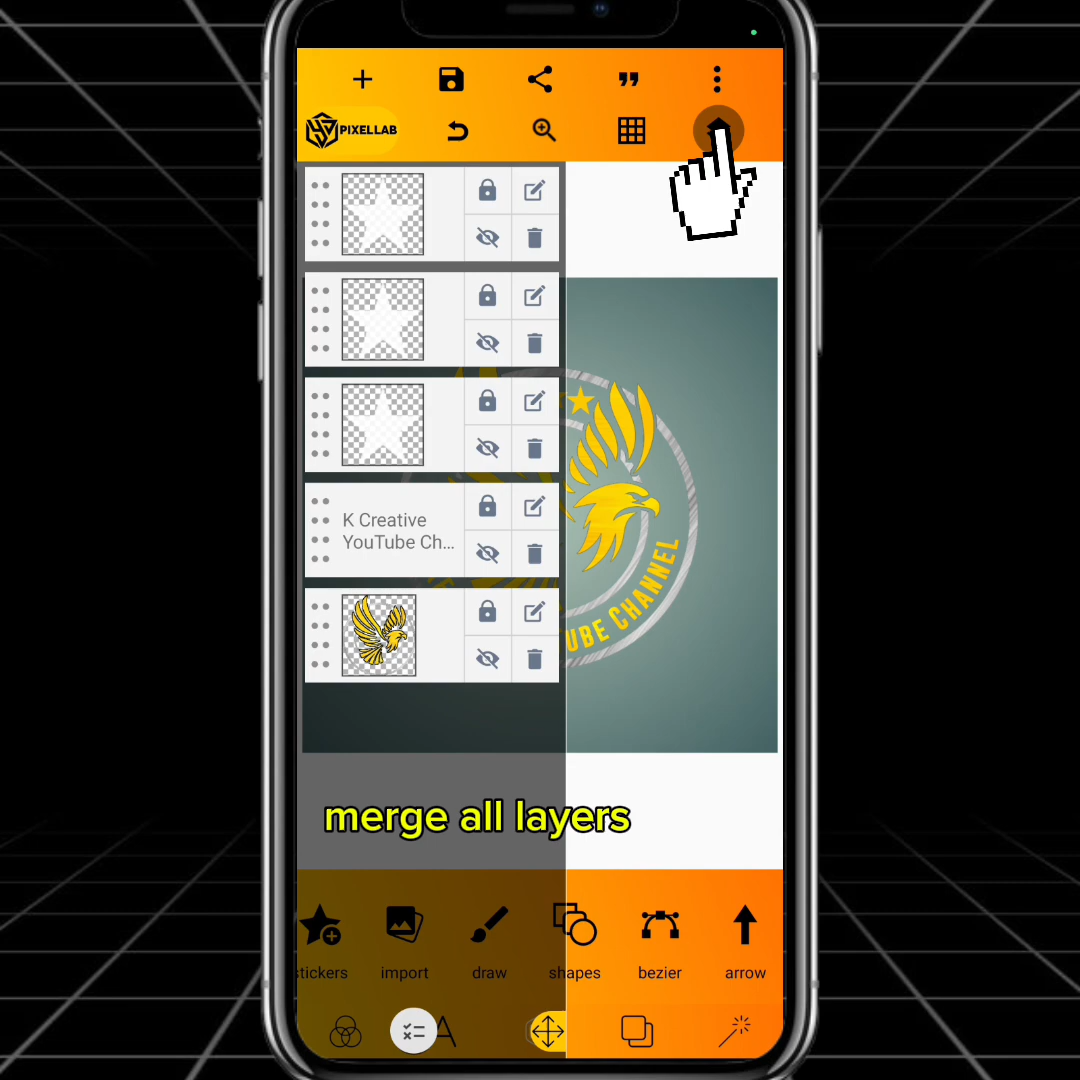 PIXELLAB
K Creative
YouTube Ch...
UBE CHANNEL
merge all layers
stickers
import
draw
shapes
bezier
arrow